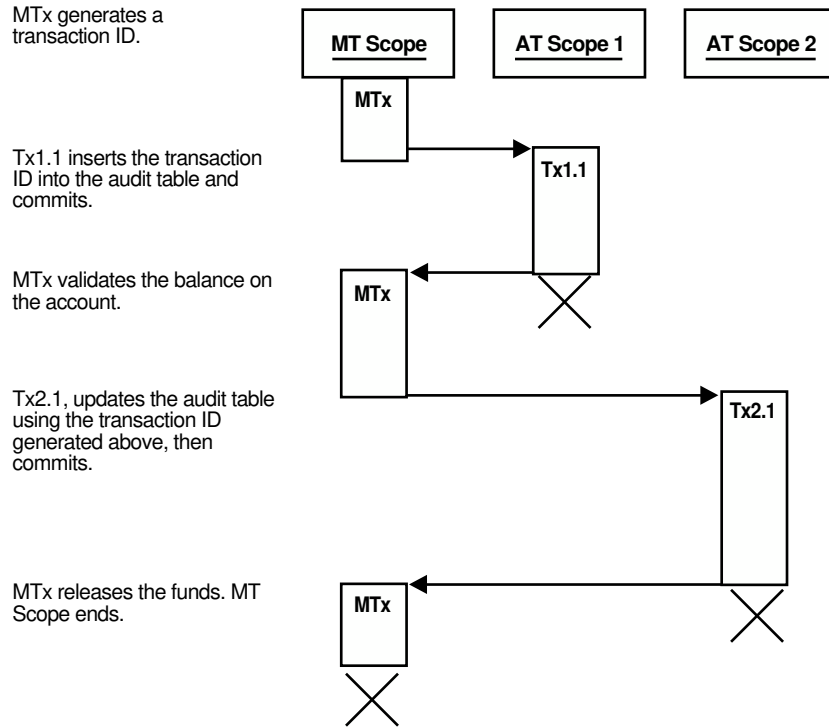 MTx generates a
transaction ID.
MT Scope
AT Scope 1
AT Scope 2
MTx
Tx1.1 inserts the transaction
ID into the audit table and
commits.
Tx1.1
MTx validates the balance on
the account.
MTx
Tx2.1, updates the audit table
using the transaction ID
generated above, then
commits.
Tx2.1
MTx releases the funds. MT
Scope ends.
MTx